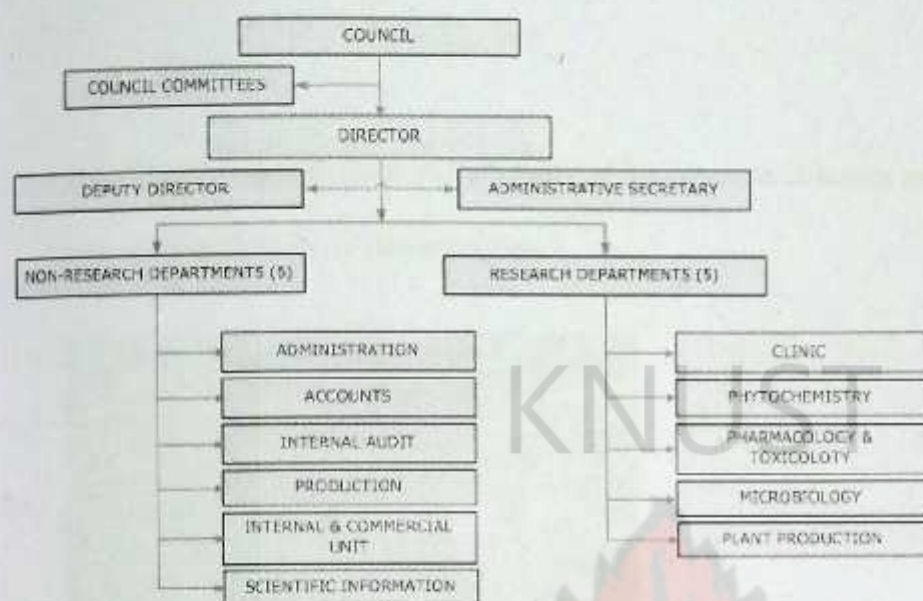 COUNCIL
COUNCIL COMMITTEES
DIRECTOR
DEPUTY DIRECTOR
ADMINISTRATIVE SECRETARY
NON-RESEARCH DEPARTMENTS (6)
RESEARCH DEPARTMENTS (5)
ADMINISTRATION
ACCOUNTS
INTERNAL AUDIT
PRODUCTION
INTERNAL & COMMERCIAL
UNIT
SCIENTIFIC INFORMATION
CLINIC
PHYTOCHEMISTRY
PHARMACOLOGY &
TOXICOLOTY
MICROBIOLOGY
PLANT PRODUCTION
KNUST